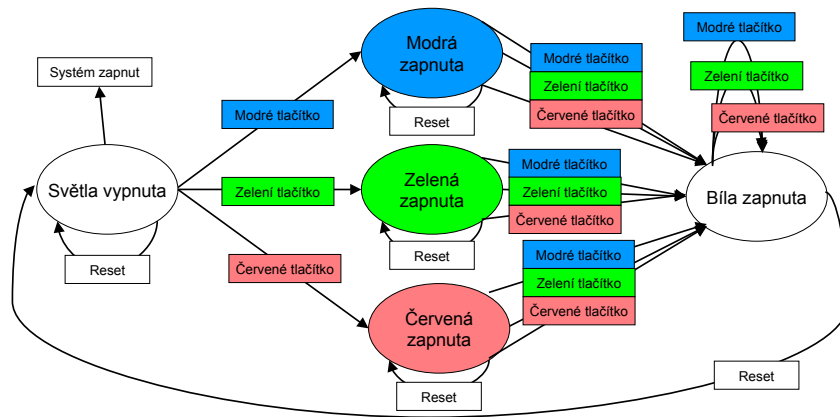 Systém zapnut
Světla vypnuta
Reset
Modré tlačítko
Zelení tlačítko
Červené tlačítko
Modrá
zapnuta
Reset
Modré tlačítko
Zelení tlačítko
Červené tlačítko
Zelená
zapnuta
Reset
Modré tlačítko
Zelení tlačítko
Červené tlačítko
Červená
zapnuta
Reset
Modré tlačítko
Zelení tlačítko
Červené tlačítko
Modré tlačítko
Zelení tlačítko
Červené tlačítko
Bíla zapnuta
Reset